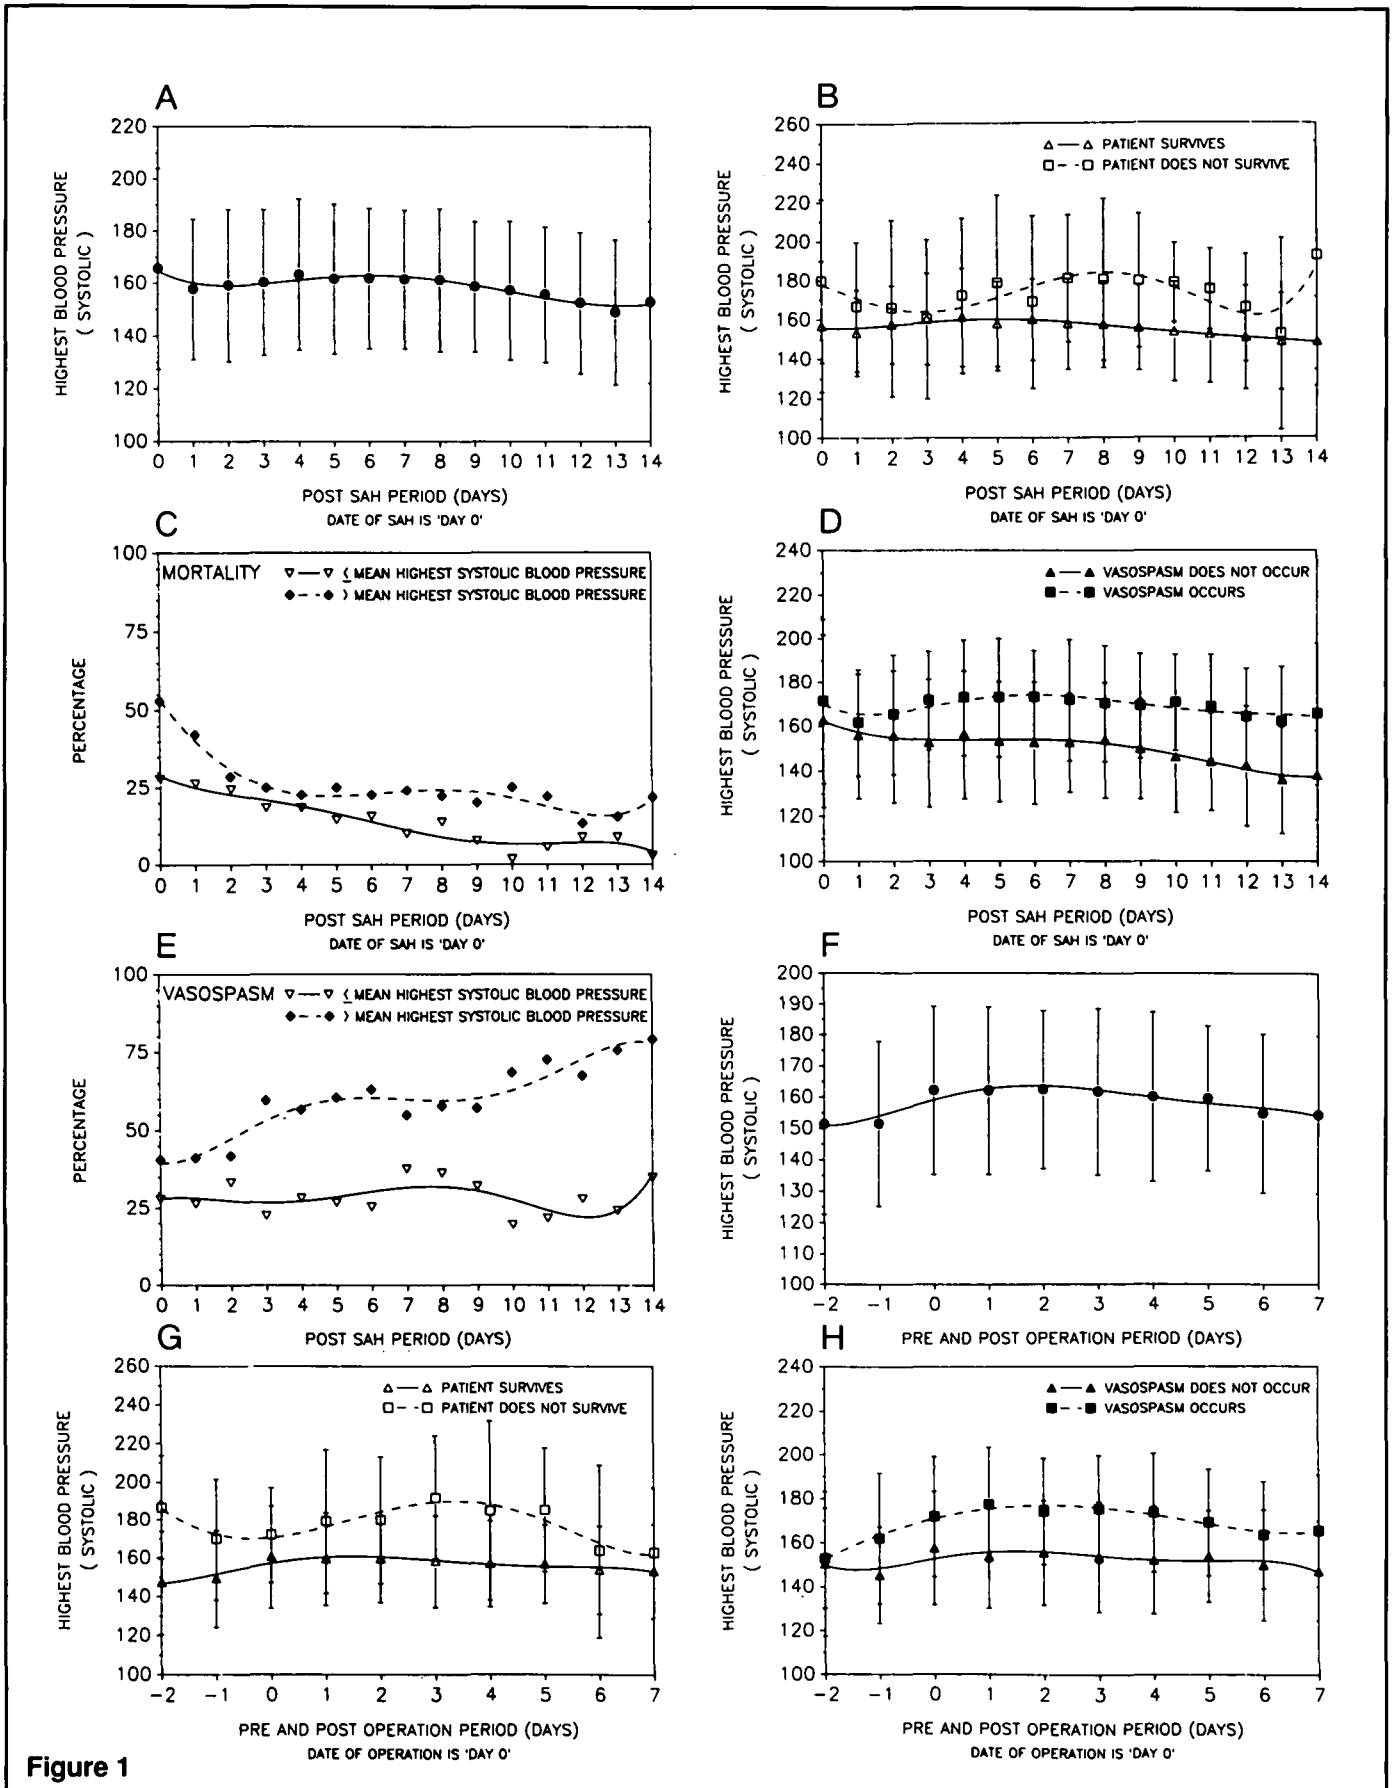 A
220
200
180
160
140
120
100
HIGHEST BLOOD PRESSURE
( SYSTOLIC )
0 1 2 3 4 5 6 7 8 9 10 11 12 13 14
POST SAH PERIOD (DAYS)
DATE OF SAH IS 'DAY 0'
B
260
240
220
200
180
160
140
120
100
HIGHEST BLOOD PRESSURE
( SYSTOLIC )
PATIENT SURVIVES
PATIENT DOES NOT SURVIVE
0 1 2 3 4 5 6 7 8 9 10 11 12 13 14
POST SAH PERIOD (DAYS)
DATE OF SAH IS 'DAY 0'
C
100
75
50
25
0
PERCENTAGE
MORTALITY
≤ MEAN HIGHEST SYSTOLIC BLOOD PRESSURE
> MEAN HIGHEST SYSTOLIC BLOOD PRESSURE
0 1 2 3 4 5 6 7 8 9 10 11 12 13 14
POST SAH PERIOD (DAYS)
DATE OF SAH IS 'DAY 0'
D
240
220
200
180
160
140
120
100
HIGHEST BLOOD PRESSURE
( SYSTOLIC )
VASOSPASM DOES NOT OCCUR
VASOSPASM OCCURS
0 1 2 3 4 5 6 7 8 9 10 11 12 13 14
POST SAH PERIOD (DAYS)
DATE OF SAH IS 'DAY 0'
E
100
75
50
25
0
PERCENTAGE
VASOSPASM
≤ MEAN HIGHEST SYSTOLIC BLOOD PRESSURE
> MEAN HIGHEST SYSTOLIC BLOOD PRESSURE
0 1 2 3 4 5 6 7 8 9 10 11 12 13 14
POST SAH PERIOD (DAYS)
F
200
190
180
170
160
150
140
130
120
110
100
HIGHEST BLOOD PRESSURE
( SYSTOLIC )
-2 -1 0 1 2 3 4 5 6 7
PRE AND POST OPERATION PERIOD (DAYS)
G
260
240
220
200
180
160
140
120
100
HIGHEST BLOOD PRESSURE
( SYSTOLIC )
PATIENT SURVIVES
PATIENT DOES NOT SURVIVE
-2 -1 0 1 2 3 4 5 6 7
PRE AND POST OPERATION PERIOD (DAYS)
DATE OF OPERATION IS 'DAY 0'
H
240
220
200
180
160
140
120
100
HIGHEST BLOOD PRESSURE
( SYSTOLIC )
VASOSPASM DOES NOT OCCUR
VASOSPASM OCCURS
-2 -1 0 1 2 3 4 5 6 7
PRE AND POST OPERATION PERIOD (DAYS)
DATE OF OPERATION IS 'DAY 0'
Figure 1